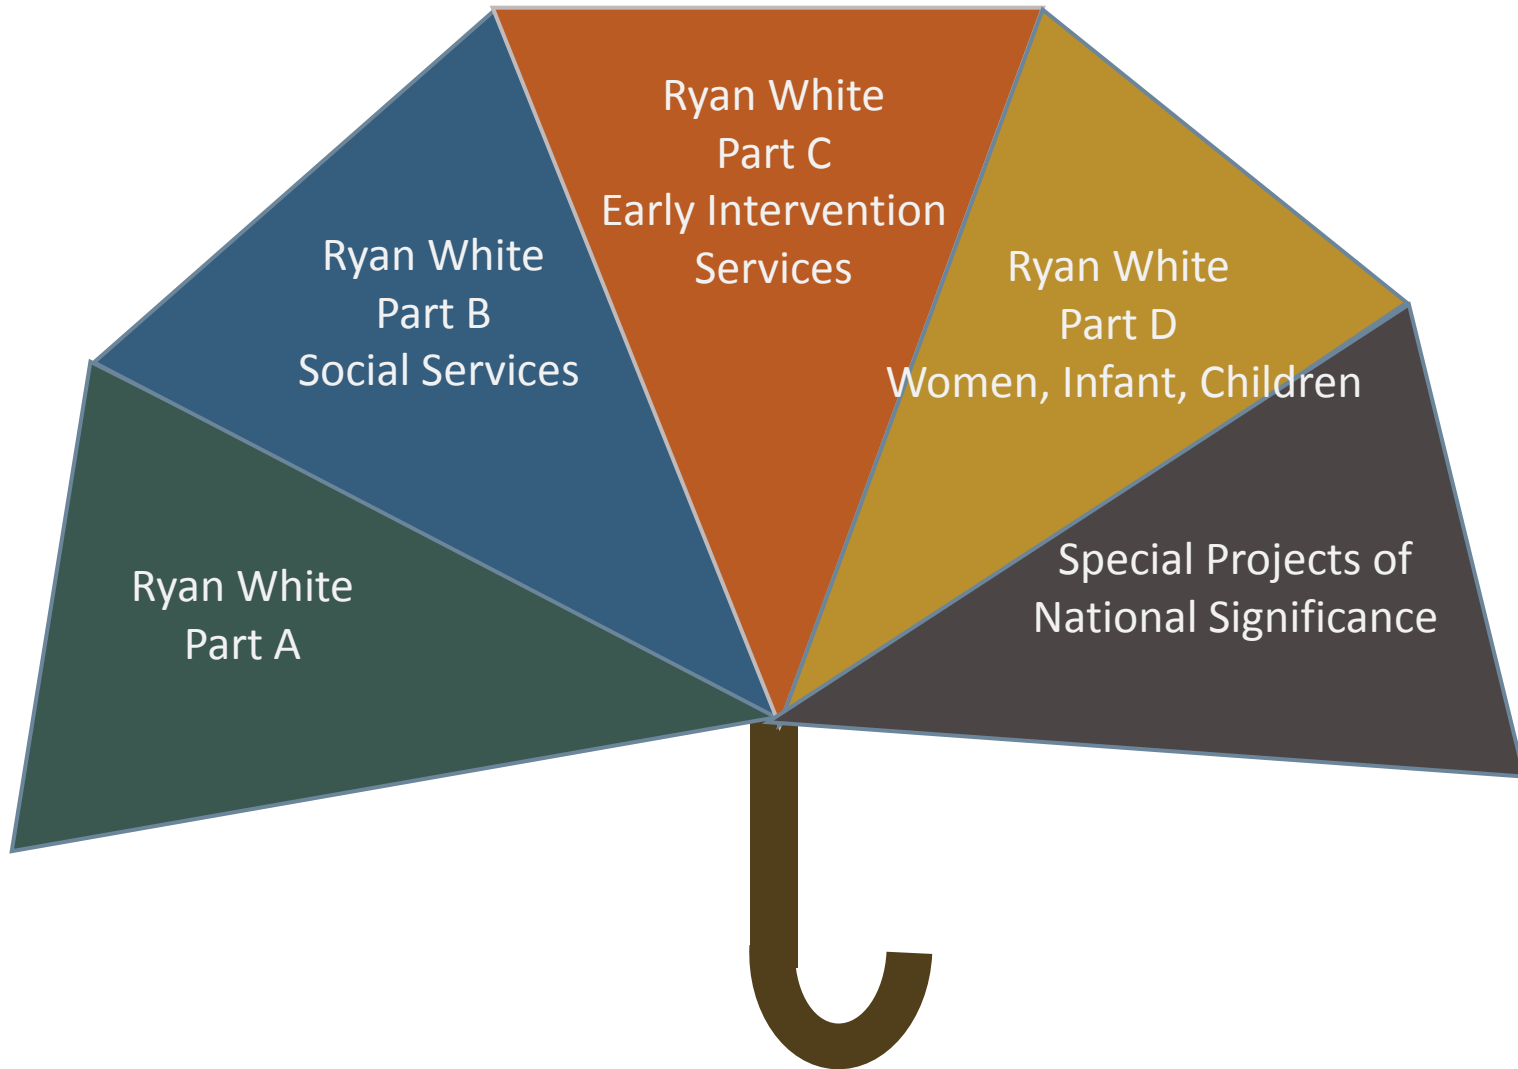 Ryan White
Part A
Ryan White
Part B
Social Services
Ryan White
Part C
Early Intervention
Services
Ryan White
Part D
Women, Infant, Children
Special Projects of
National Significance